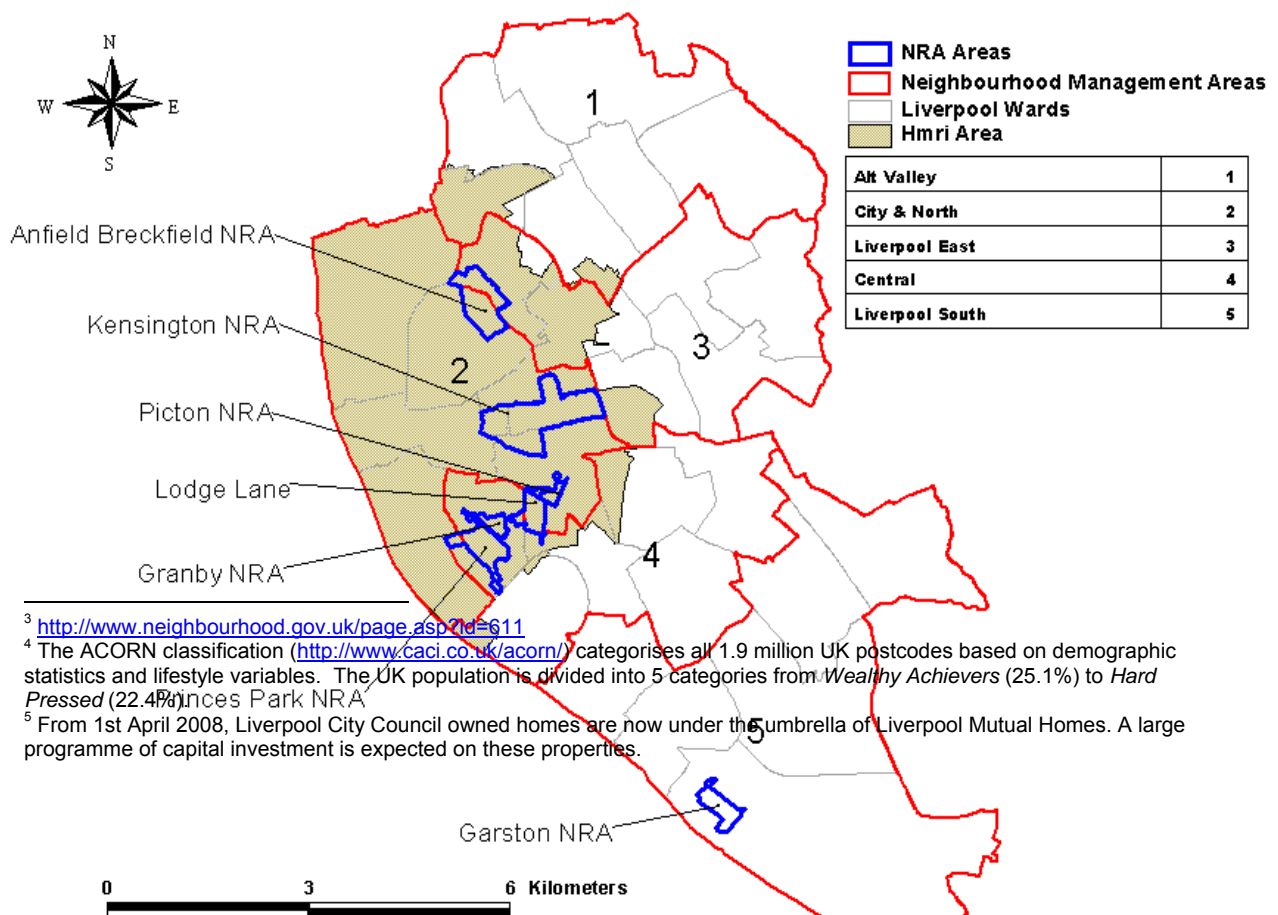 N
W
E
S
NRA Areas
Neighbourhood Management Areas
Liverpool Wards
Hmri Area
Alt Valley 1
City & North 2
Liverpool East 3
Central 4
Liverpool South 5
1
Anfield Breckfield NRA
Kensington NRA
3
2
Picton NRA
Lodge Lane
4
Granby NRA
3 http://www.neighbourhood.gov.uk/page.asp?id=611
4 The ACORN classification (http://www.caci.co.uk/acorn/) categorises all 1.9 million UK postcodes based on demographic
statistics and lifestyle variables. The UK population is divided into 5 categories from Wealthy Achievers (25.1%) to Hard
Pressed (22.4%).
Princes Park NRA
5 From 1st April 2008, Liverpool City Council owned homes are now under the umbrella of Liverpool Mutual Homes. A large
programme of capital investment is expected on these properties.
5
Garston NRA
0 3 6 Kilometers